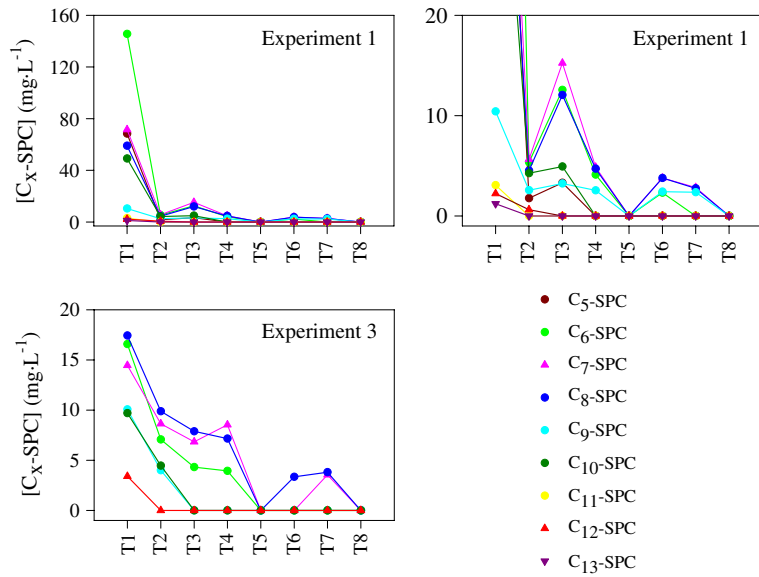 160
120
80
40
0
[Cx-SPC] (mg·L-1)
Experiment 1
T1 T2 T3 T4 T5 T6 T7 T8
20
10
0
Experiment 1
T1 T2 T3 T4 T5 T6 T7 T8
20
15
10
5
0
[Cx-SPC] (mg·L-1)
Experiment 3
T1 T2 T3 T4 T5 T6 T7 T8
C5-SPC
C6-SPC
C7-SPC
C8-SPC
C9-SPC
C10-SPC
C11-SPC
C12-SPC
C13-SPC